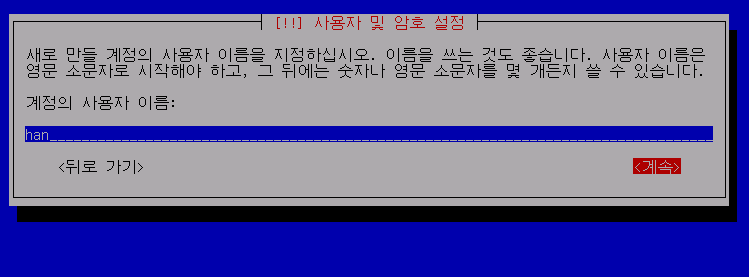 [!!] 사용자 및 암호 설정
새로 만들 계정의 사용자 이름을 지정하십시오. 이름을 쓰는 것도 좋습니다. 사용자 이름은
영문 소문자로 시작해야 하고, 그 뒤에는 숫자나 영문 소문자를 몇 개든지 쓸 수 있습니다.
계정의 사용자 이름:
han
<뒤로 가기> <계속>